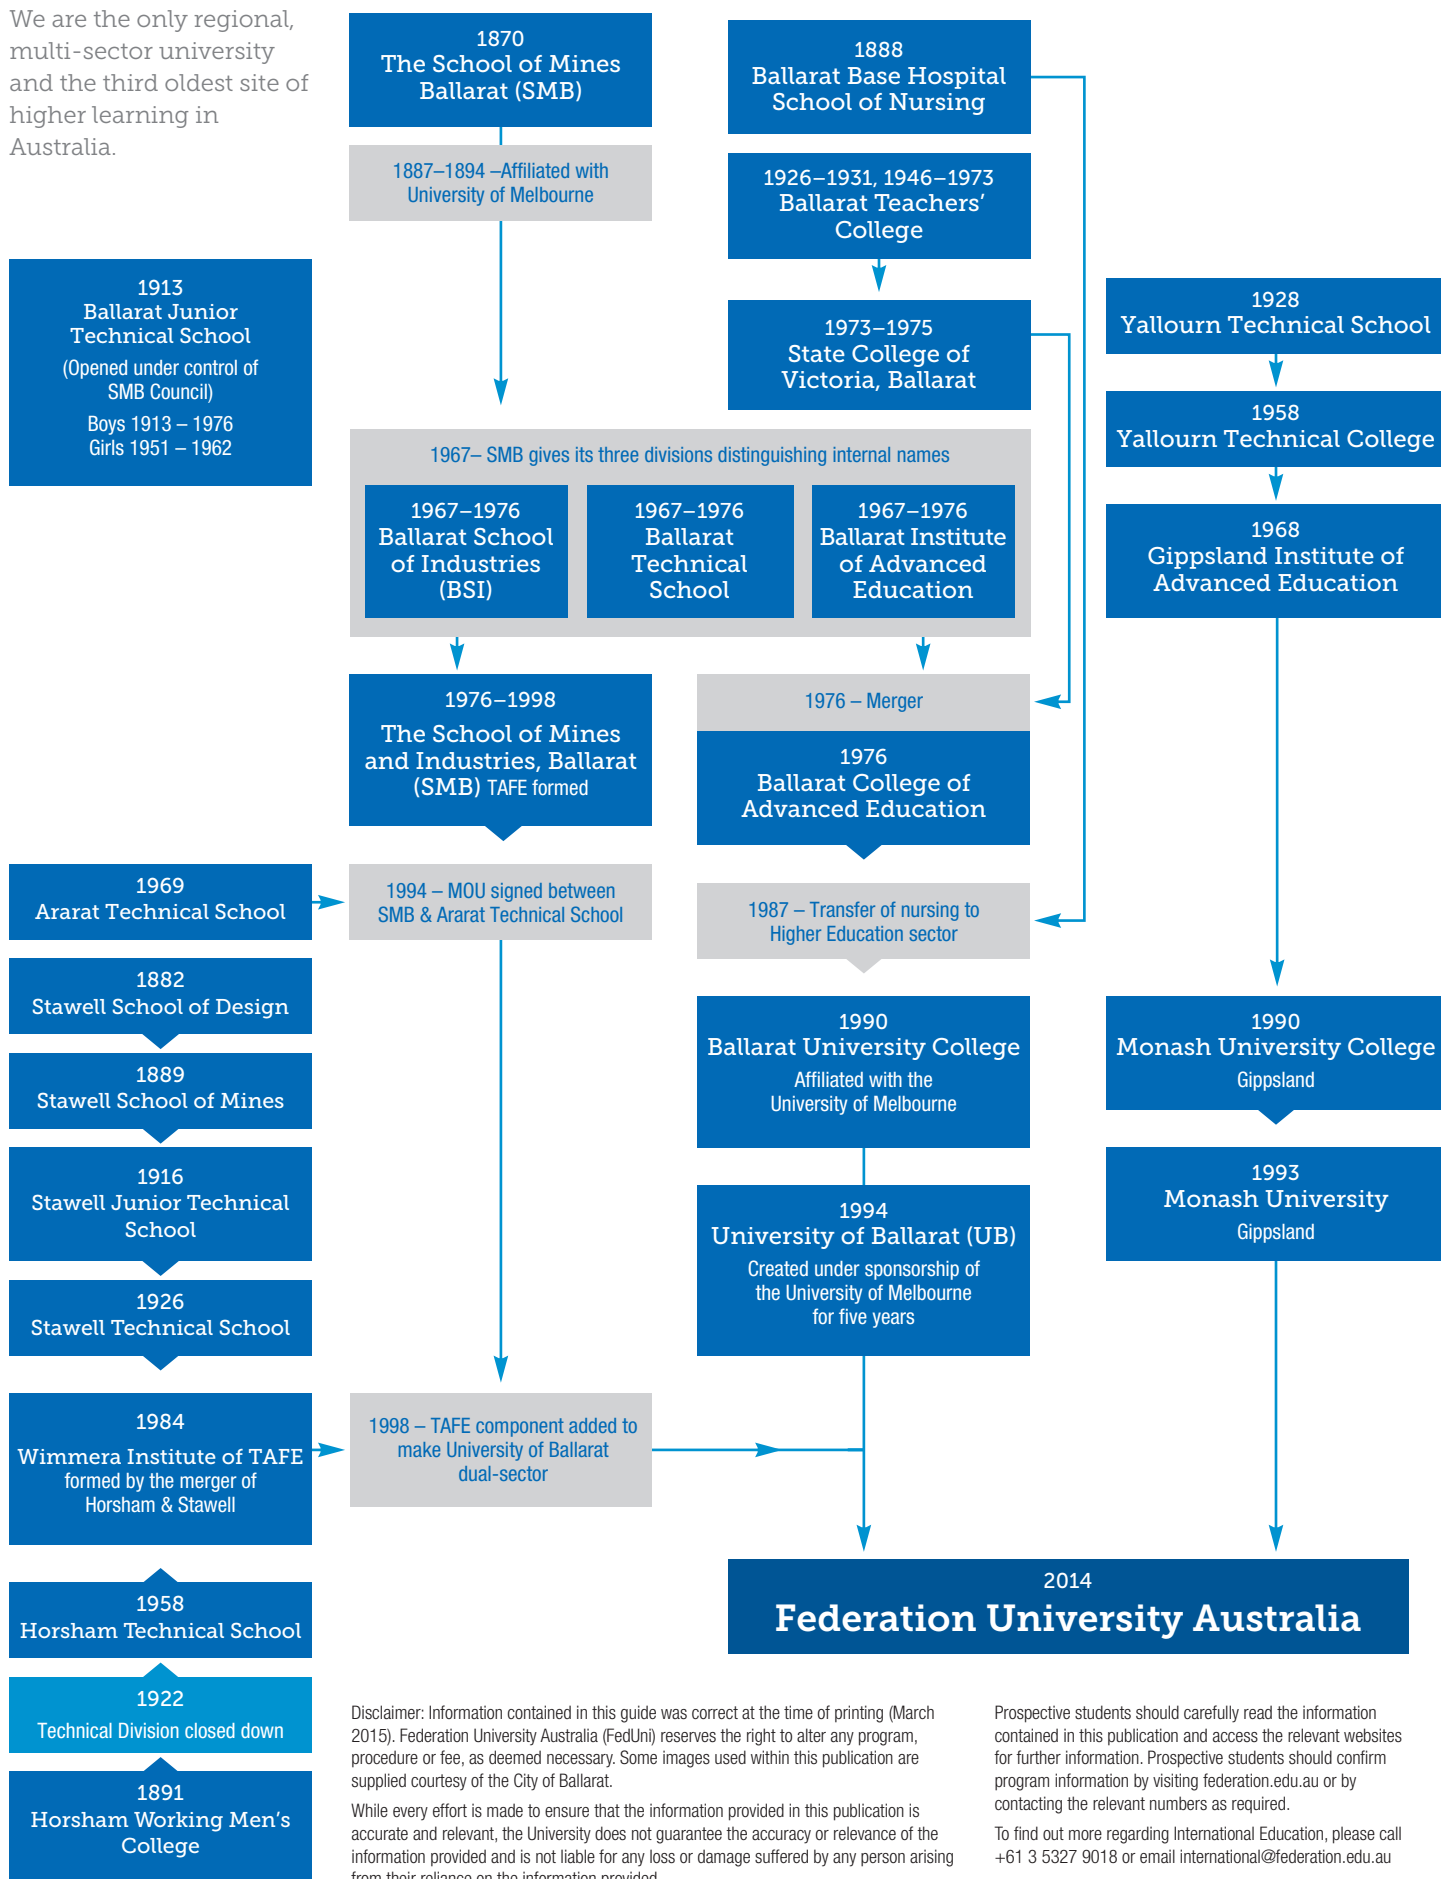 We are the only regional,
multi-sector university
and the third oldest site of
higher learning in
Australia.
1870
The School of Mines
Ballarat (SMB)
1887–1894 –Affiliated with
University of Melbourne
1888
Ballarat Base Hospital
School of Nursing
1926–1931, 1946–1973
Ballarat Teachers’
College
1973–1975
State College of
Victoria, Ballarat
1913
Ballarat Junior
Technical School
(Opened under control of
SMB Council)
Boys 1913 – 1976
Girls 1951 – 1962
1928
Yallourn Technical School
1958
Yallourn Technical College
1968
Gippsland Institute of
Advanced Education
1967– SMB gives its three divisions distinguishing internal names
1967–1976
Ballarat School
of Industries
(BSI)
1967–1976
Ballarat
Technical
School
1967–1976
Ballarat Institute
of Advanced
Education
1976–1998
The School of Mines
and Industries, Ballarat
(SMB) TAFE formed
1976 – Merger
1976
Ballarat College of
Advanced Education
1969
Ararat Technical School
1994 – MOU signed between
SMB & Ararat Technical School
1987 – Transfer of nursing to
Higher Education sector
1882
Stawell School of Design
1889
Stawell School of Mines
1916
Stawell Junior Technical
School
1926
Stawell Technical School
1990
Ballarat University College
Affiliated with the
University of Melbourne
1990
Monash University College
Gippsland
1994
University of Ballarat (UB)
Created under sponsorship of
the University of Melbourne
for five years
1993
Monash University
Gippsland
1984
Wimmera Institute of TAFE
formed by the merger of
Horsham & Stawell
1998 – TAFE component added to
make University of Ballarat
dual-sector
2014
Federation University Australia
1958
Horsham Technical School
1922
Technical Division closed down
1891
Horsham Working Men’s
College
Disclaimer: Information contained in this guide was correct at the time of printing (March
2015). Federation University Australia (FedUni) reserves the right to alter any program,
procedure or fee, as deemed necessary. Some images used within this publication are
supplied courtesy of the City of Ballarat.
While every effort is made to ensure that the information provided in this publication is
accurate and relevant, the University does not guarantee the accuracy or relevance of the
information provided and is not liable for any loss or damage suffered by any person arising
from their reliance on the information provided.
Prospective students should carefully read the information
contained in this publication and access the relevant websites
for further information. Prospective students should confirm
program information by visiting federation.edu.au or by
contacting the relevant numbers as required.
To find out more regarding International Education, please call
+61 3 5327 9018 or email international@federation.edu.au